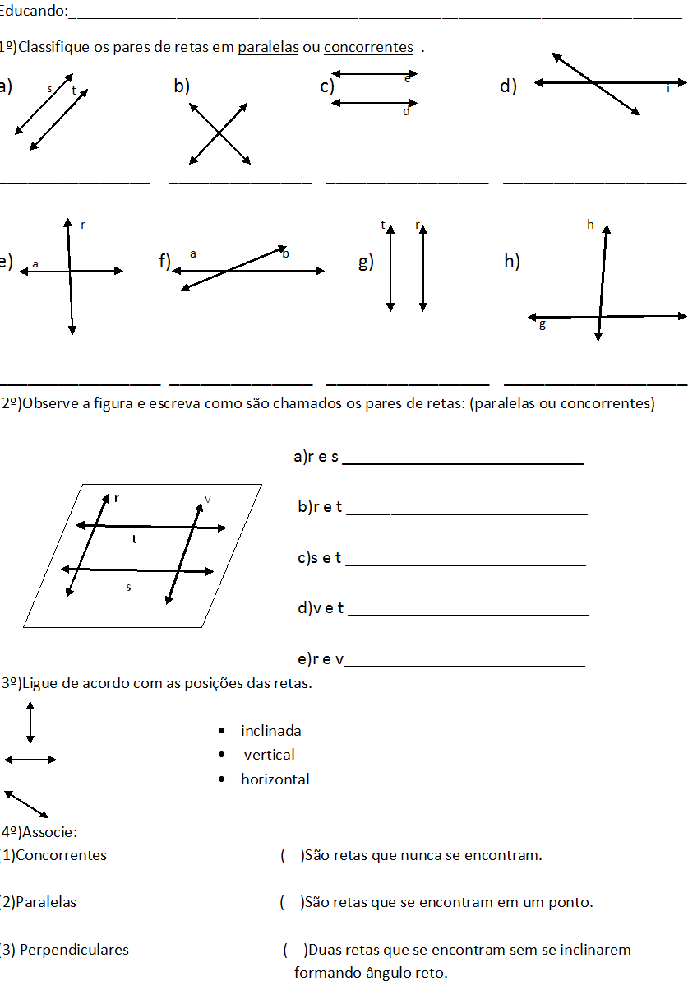 Educando:___________________________________________
1º)Classifique os pares de retas em paralelas ou concorrentes .
a) s t b) c) e d d) i
e) a r f) a b g) t r h) h g
2º)Observe a figura e escreva como são chamados os pares de retas: (paralelas ou concorrentes)
a)r e s
r v
b)r e t
t
c)s e t
s
d)v e t
e)r e v
3º)Ligue de acordo com as posições das retas.
• inclinada
• vertical
• horizontal
4º)Associe:
(1)Concorrentes ( )São retas que nunca se encontram.
(2)Paralelas ( )São retas que se encontram em um ponto.
(3) Perpendiculares ( )Duas retas que se encontram sem se inclinarem
formando ângulo reto.